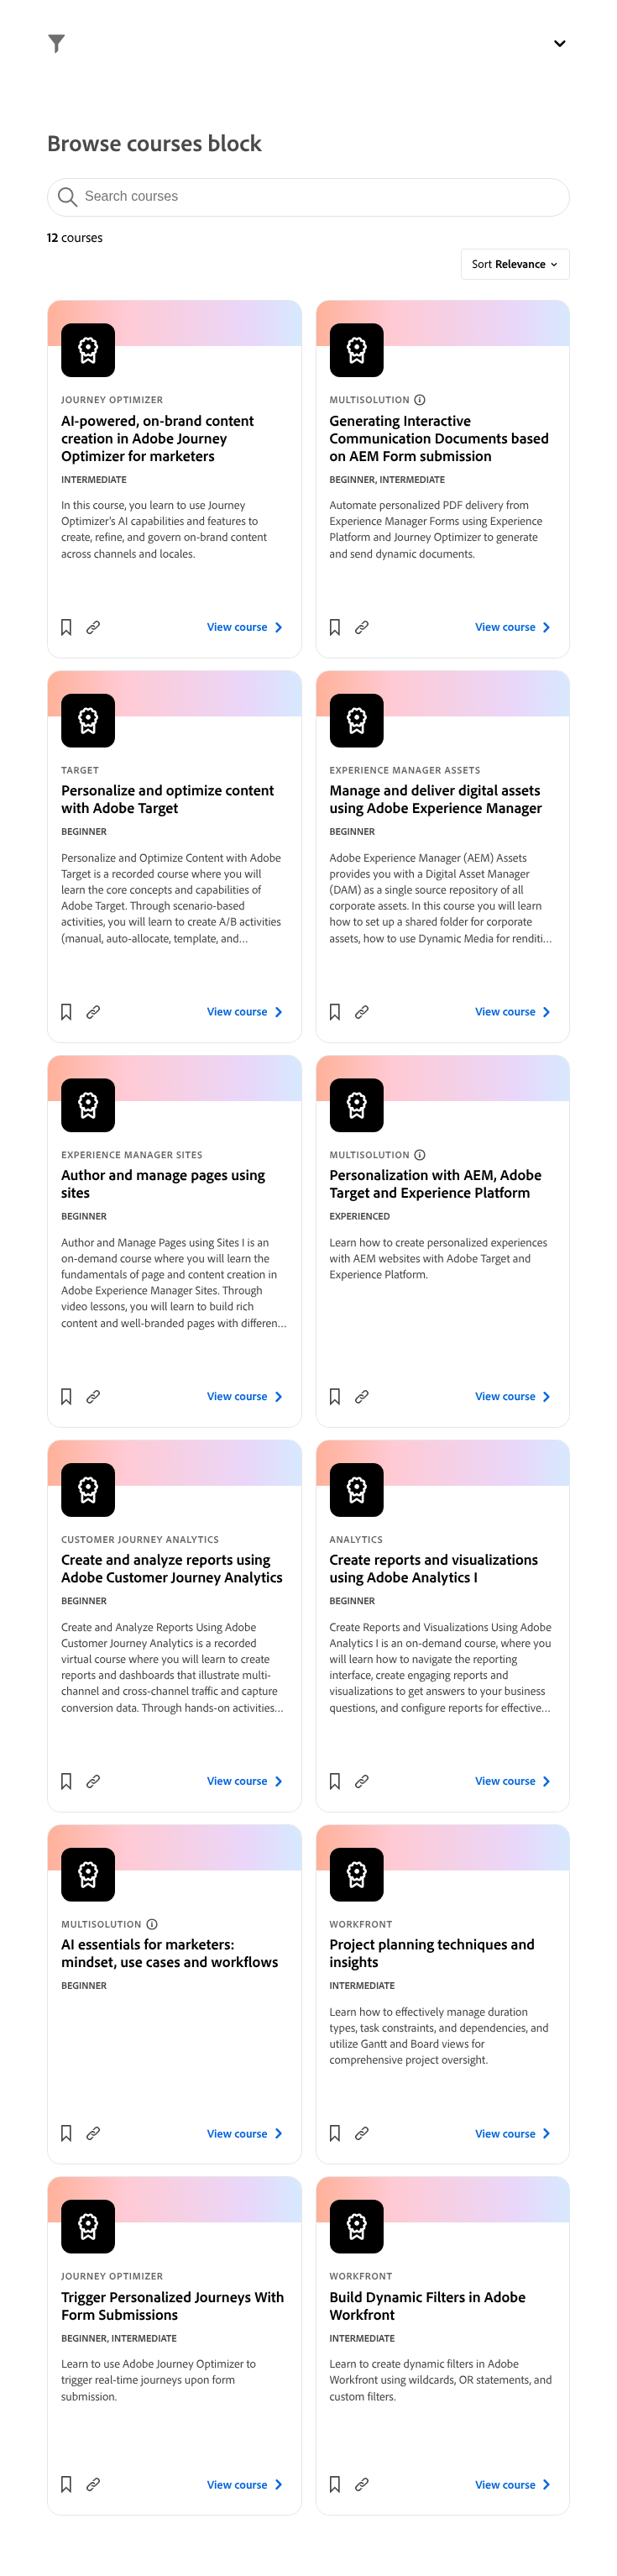 Browse courses block
Search courses
12 courses
Sort Relevance
JOURNEY OPTIMIZER
AI-powered, on-brand content
creation in Adobe Journey
Optimizer for marketers
INTERMEDIATE
In this course, you learn to use Journey
Optimizer's AI capabilities and features to
create, refine, and govern on-brand content
across channels and locales.
View course
MULTISOLUTION
Generating Interactive
Communication Documents based
on AEM Form submission
BEGINNER, INTERMEDIATE
Automate personalized PDF delivery from
Experience Manager Forms using Experience
Platform and Journey Optimizer to generate
and send dynamic documents.
View course
TARGET
Personalize and optimize content
with Adobe Target
BEGINNER
Personalize and Optimize Content with Adobe
Target is a recorded course where you will
learn the core concepts and capabilities of
Adobe Target. Through scenario-based
activities, you will learn to create A/B activities
(manual, auto-allocate, template, and...
View course
EXPERIENCE MANAGER ASSETS
Manage and deliver digital assets
using Adobe Experience Manager
BEGINNER
Adobe Experience Manager (AEM) Assets
provides you with a Digital Asset Manager
(DAM) as a single source repository of all
corporate assets. In this course you will learn
how to set up a shared folder for corporate
assets, how to use Dynamic Media for renditi...
View course
EXPERIENCE MANAGER SITES
Author and manage pages using
sites
BEGINNER
Author and Manage Pages using Sites I is an
on-demand course where you will learn the
fundamentals of page and content creation in
Adobe Experience Manager Sites. Through
video lessons, you will learn to build rich
content and well-branded pages with differen...
View course
MULTISOLUTION
Personalization with AEM, Adobe
Target and Experience Platform
EXPERIENCED
Learn how to create personalized experiences
with AEM websites with Adobe Target and
Experience Platform.
View course
CUSTOMER JOURNEY ANALYTICS
Create and analyze reports using
Adobe Customer Journey Analytics
BEGINNER
Create and Analyze Reports Using Adobe
Customer Journey Analytics is a recorded
virtual course where you will learn to create
reports and dashboards that illustrate multi-
channel and cross-channel traffic and capture
conversion data. Through hands-on activities...
View course
ANALYTICS
Create reports and visualizations
using Adobe Analytics I
BEGINNER
Create Reports and Visualizations Using Adobe
Analytics I is an on-demand course, where you
will learn how to navigate the reporting
interface, create engaging reports and
visualizations to get answers to your business
questions, and configure reports for effective...
View course
MULTISOLUTION
AI essentials for marketers:
mindset, use cases and workflows
BEGINNER
View course
WORKFRONT
Project planning techniques and
insights
INTERMEDIATE
Learn how to effectively manage duration
types, task constraints, and dependencies, and
utilize Gantt and Board views for
comprehensive project oversight.
View course
JOURNEY OPTIMIZER
Trigger Personalized Journeys With
Form Submissions
BEGINNER, INTERMEDIATE
Learn to use Adobe Journey Optimizer to
trigger real-time journeys upon form
submission.
View course
WORKFRONT
Build Dynamic Filters in Adobe
Workfront
INTERMEDIATE
Learn to create dynamic filters in Adobe
Workfront using wildcards, OR statements, and
custom filters.
View course